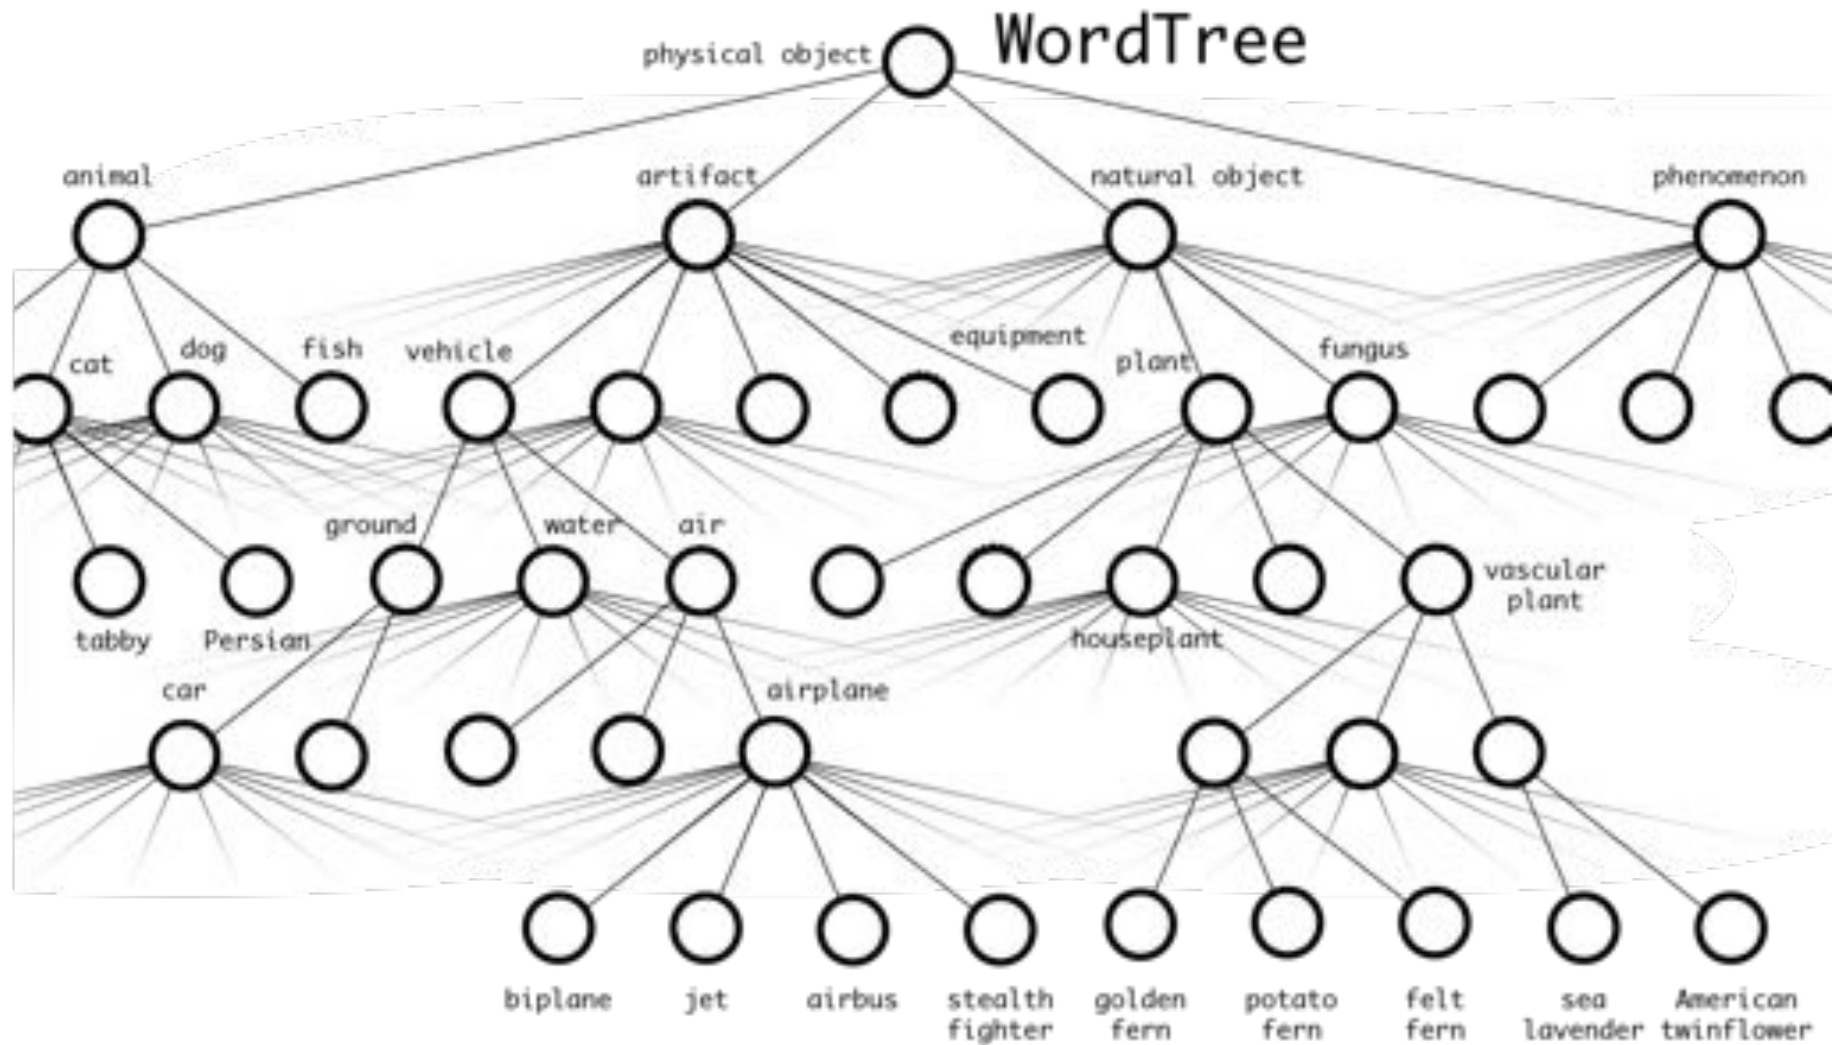 WordTree
physical object
animal
artifact
natural object
phenomenon
cat
dog
fish
vehicle
equipment
plant
fungus
ground
water
air
vascular
plant
tabby
Persian
houseplant
car
airplane
biplane
jet
airbus
stealth
fighter
golden
fern
potato
fern
felt
fern
sea
lavender
American
twinflower